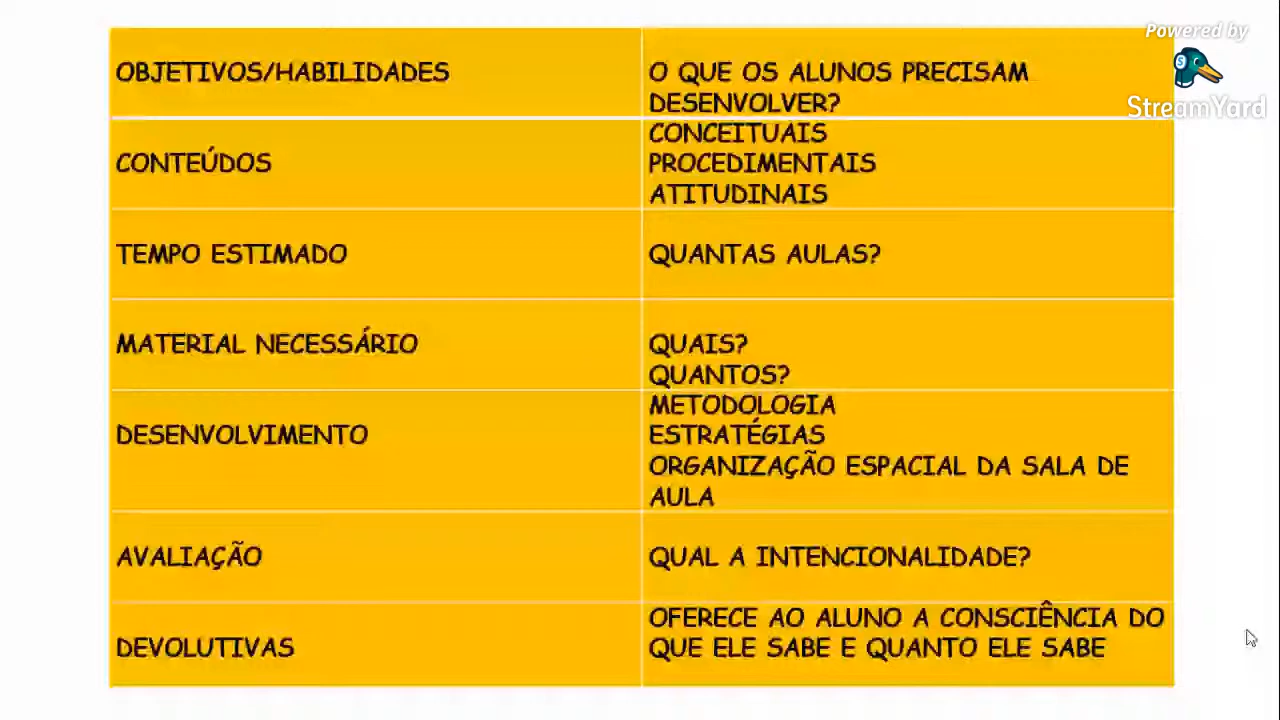 Powered by
StreamYard
OBJETIVOS/HABILIDADES
O QUE OS ALUNOS PRECISAM
DESENVOLVER?
CONTEÚDOS
CONCEITUAIS
PROCEDIMENTAIS
ATITUDINAIS
TEMPO ESTIMADO
QUANTAS AULAS?
MATERIAL NECESSÁRIO
QUAIS?
QUANTOS?
DESENVOLVIMENTO
METODOLOGIA
ESTRATÉGIAS
ORGANIZAÇÃO ESPACIAL DA SALA DE
AULA
AVALIAÇÃO
QUAL A INTENCIONALIDADE?
DEVOLUTIVAS
OFERECE AO ALUNO A CONSCIÊNCIA DO
QUE ELE SABE E QUANTO ELE SABE